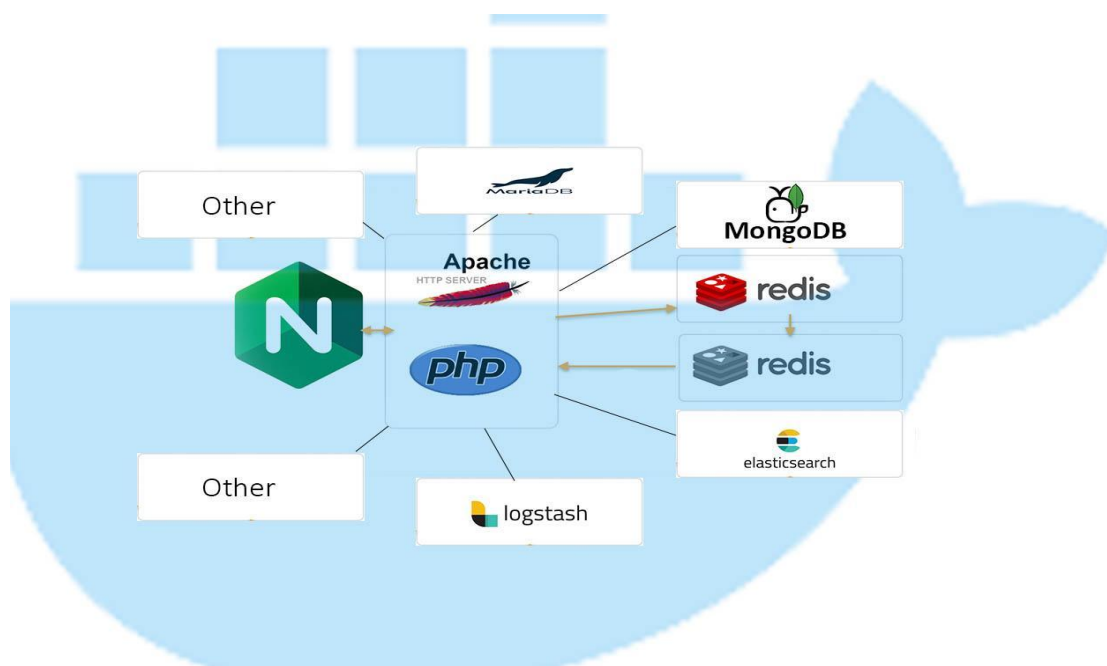 Other
MariaDB
MongoDB
Apache
HTTP SERVER
redis
N
php
redis
elasticsearch
Other
logstash